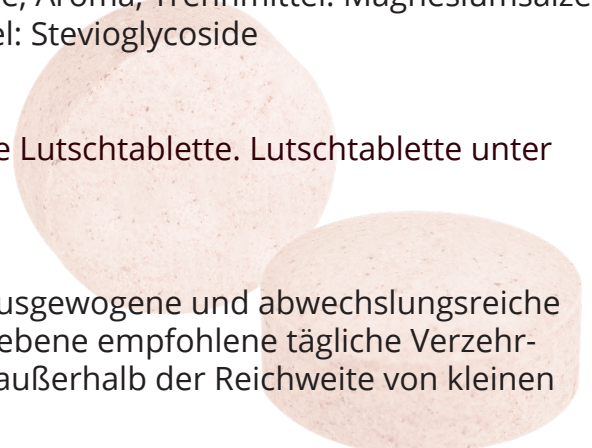 Aroma, Trennmittel: Magnesiumsalze
el: Stevioglycoside
e Lutschtablette. Lutschtablette unter
usgewogene und abwechslungsreiche
ebene empfohlene tägliche Verzehr-
außerhalb der Reichweite von kleinen